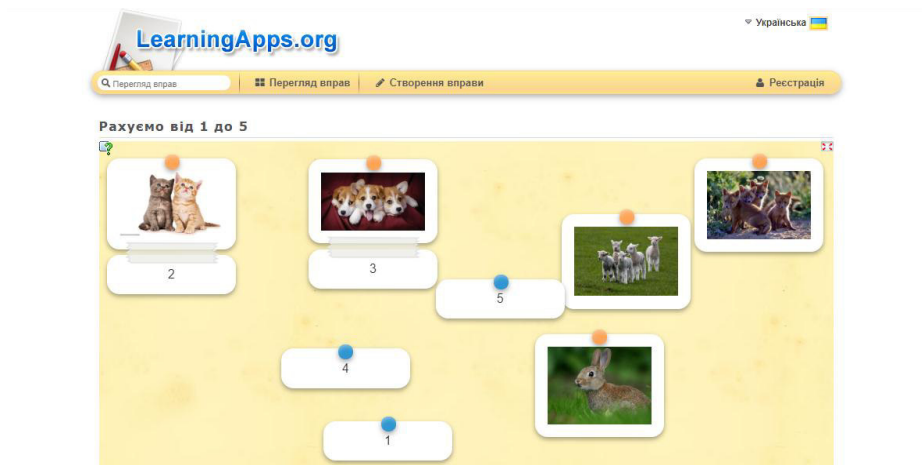 LearningApps.org
Українська
Перегляд вправ
Перегляд вправ
Створення вправи
Реєстрація
Рахуємо від 1 до 5
2
3
5
4
1